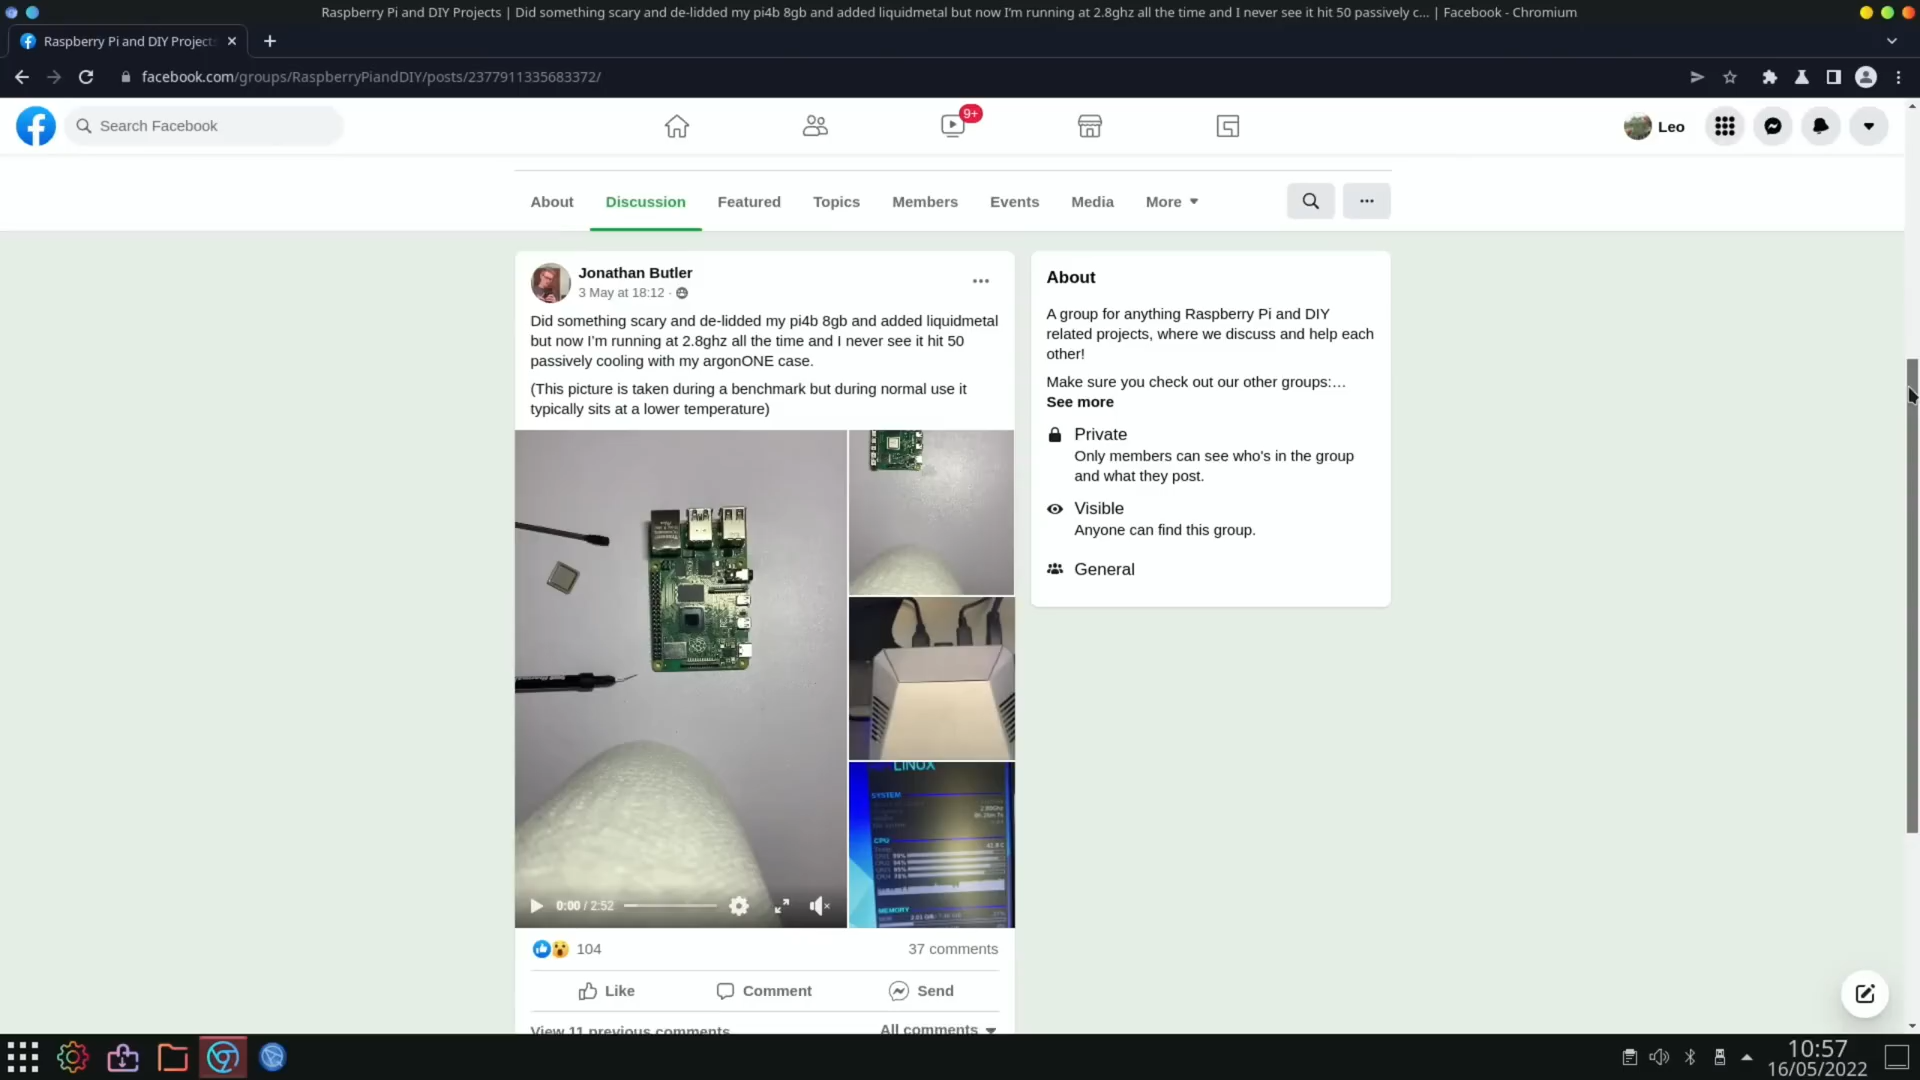 Raspberry Pi and DIY Projects | Did something scary and de-lidded my pi4b 8gb and added liquidmetal but now I'm running at 2.8ghz all the time and I never see it hit 50 passively c... | Facebook - Chromium
Raspberry Pi and DIY Project
facebook.com/groups/RaspberryPiandDIY/posts/2377911335683372/
Search Facebook
9+
Leo
About Discussion Featured Topics Members Events Media More
Jonathan Butler
3 May at 18:12 ·
Did something scary and de-lidded my pi4b 8gb and added liquidmetal
but now I'm running at 2.8ghz all the time and I never see it hit 50
passively cooling with my argonONE case.
(This picture is taken during a benchmark but during normal use it
typically sits at a lower temperature)
LINUX
SYSTEM
CPU
MEMORY
0:00 / 2:52
104
37 comments
Like
Comment
Send
View 11 previous comments
All comments
About
A group for anything Raspberry Pi and DIY
related projects, where we discuss and help each
other!
Make sure you check out our other groups:…
See more
Private
Only members can see who's in the group
and what they post.
Visible
Anyone can find this group.
General
10:57
16/05/2022